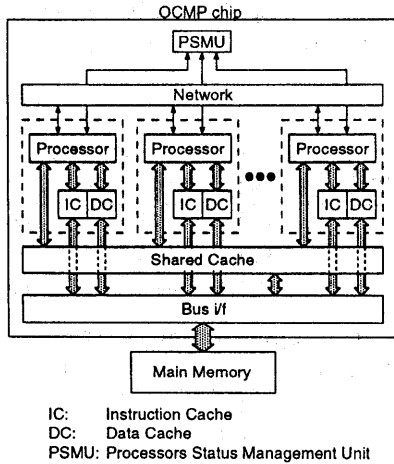 OCMP chip
PSMU
Network
Processor Processor Processor
IC DC IC DC IC DC
Shared Cache
Bus i/f
Main Memory
IC: Instruction Cache
DC: Data Cache
PSMU: Processors Status Management Unit